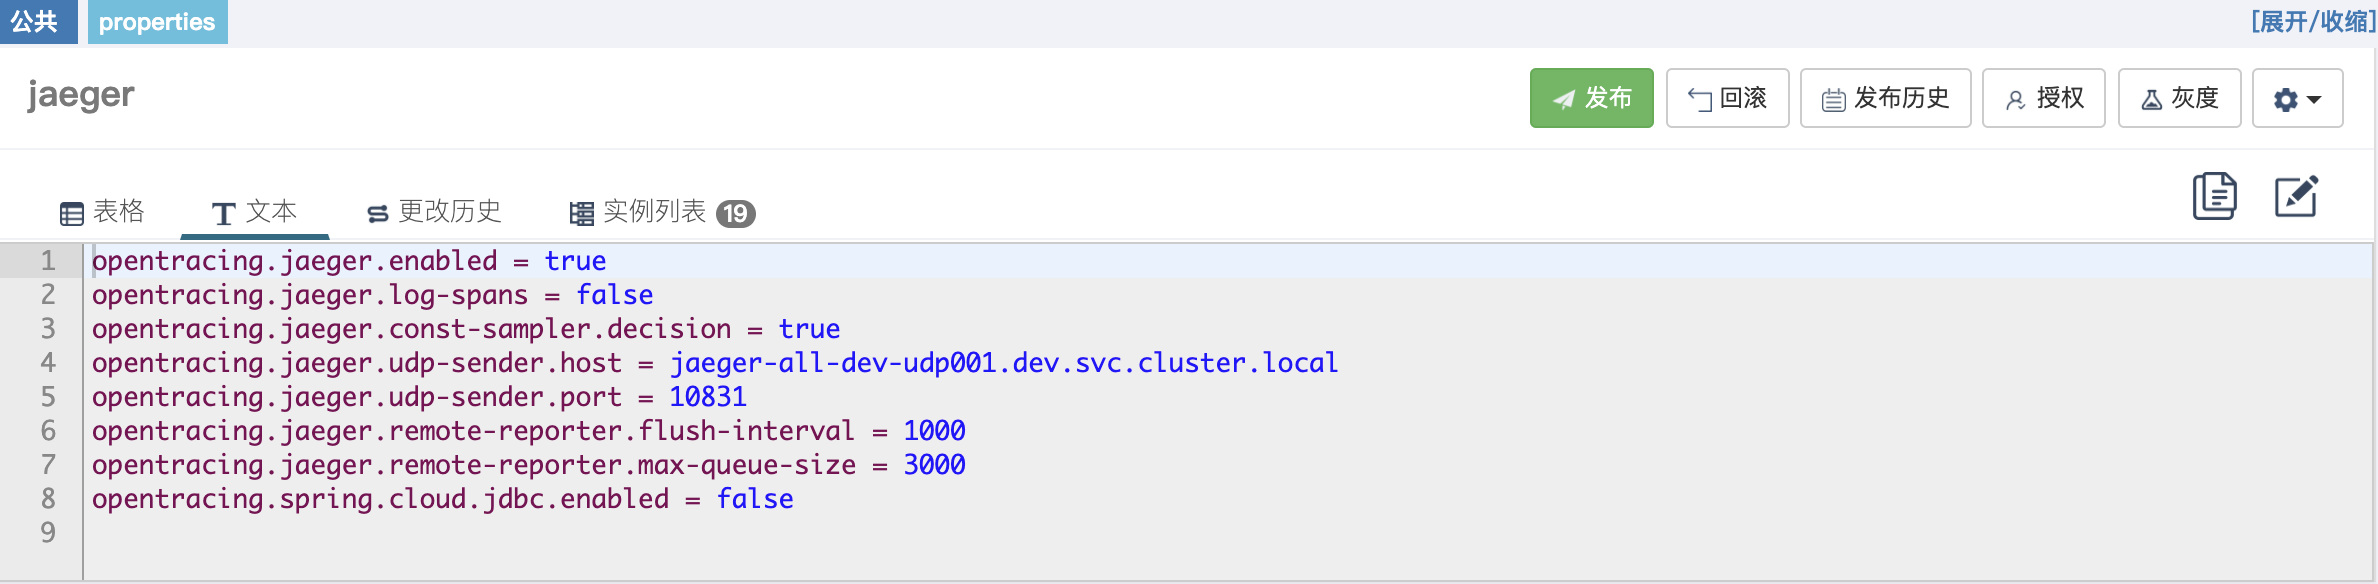 公共 properties [展开/收缩]
jaeger 发布 回滚 发布历史 授权 灰度
表格 文本 更改历史 实例列表 19
1 opentracing.jaeger.enabled = true
2 opentracing.jaeger.log-spans = false
3 opentracing.jaeger.const-sampler.decision = true
4 opentracing.jaeger.udp-sender.host = jaeger-all-dev-udp001.dev.svc.cluster.local
5 opentracing.jaeger.udp-sender.port = 10831
6 opentracing.jaeger.remote-reporter.flush-interval = 1000
7 opentracing.jaeger.remote-reporter.max-queue-size = 3000
8 opentracing.spring.cloud.jdbc.enabled = false
9